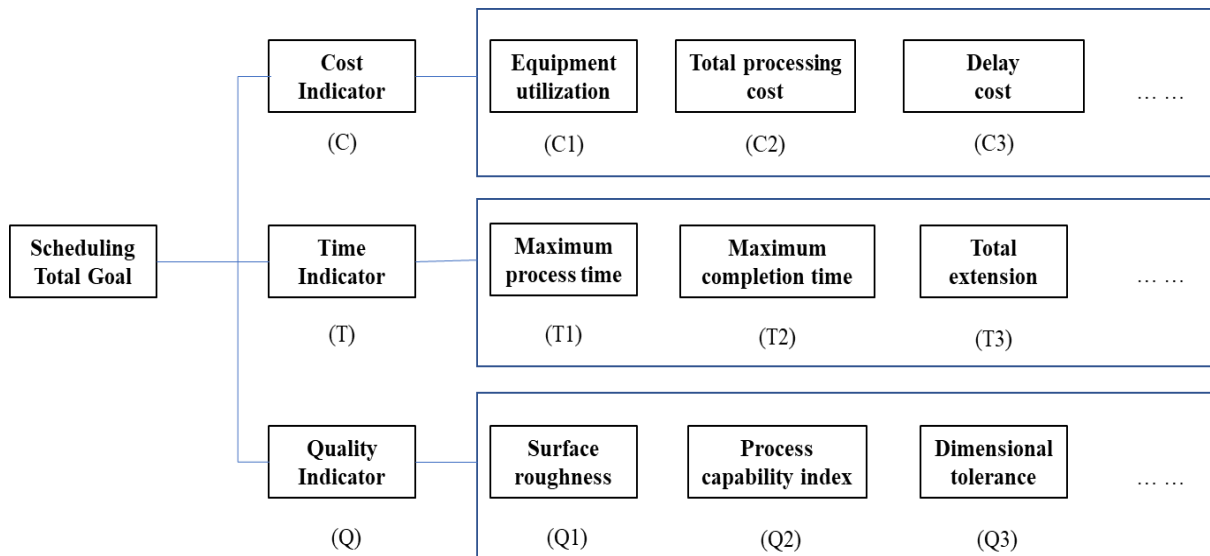 Cost
Indicator
(C)
Equipment
utilization
(C1)
Total processing
cost
(C2)
Delay
cost
(C3)
… …
Scheduling
Total Goal
Time
Indicator
(T)
Maximum
process time
(T1)
Maximum
completion time
(T2)
Total
extension
(T3)
… …
Quality
Indicator
(Q)
Surface
roughness
(Q1)
Process
capability index
(Q2)
Dimensional
tolerance
(Q3)
… …